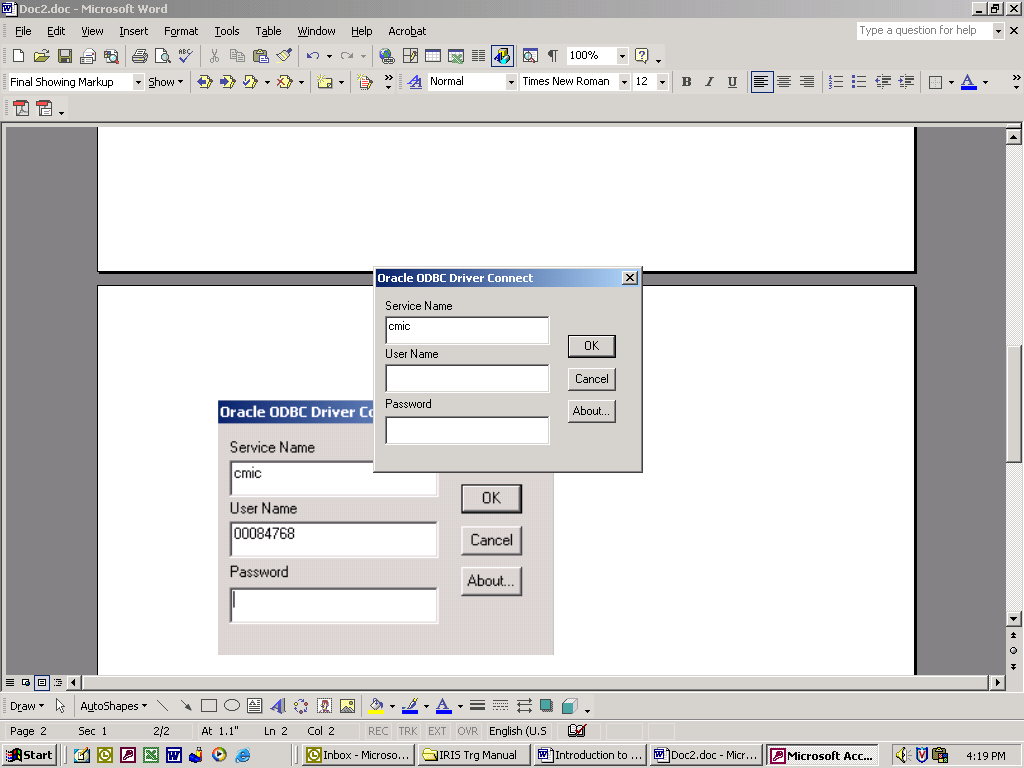 Doc2.doc - Microsoft Word
File Edit View Insert Format Tools Table Window Help Acrobat Type a question for help
100%
Final Showing Markup Show Normal Times New Roman 12 B I U
Oracle ODBC Driver Connect
Service Name
cmic
OK
User Name
Cancel
Password
About...
Oracle ODBC Driver Co
Service Name
cmic
OK
User Name
00084768
Cancel
Password
About...
Draw AutoShapes
Page 2 Sec 1 2/2 At 1.1" Ln 2 Col 2 REC TRK EXT OVR English (U.S
Start Inbox - Microso... IRIS Trg Manual Introduction to ... Doc2.doc - Micr... Microsoft Acc... 4:19 PM